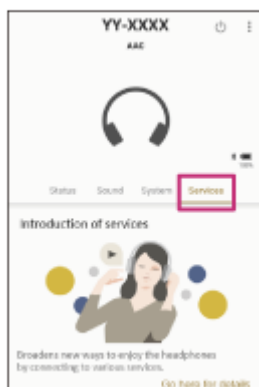 YY-XXXX
AAC
100%
Status Sound System Services
Introduction of services
Broadens new ways to enjoy the headphones
by connecting to various services.
Go here for details